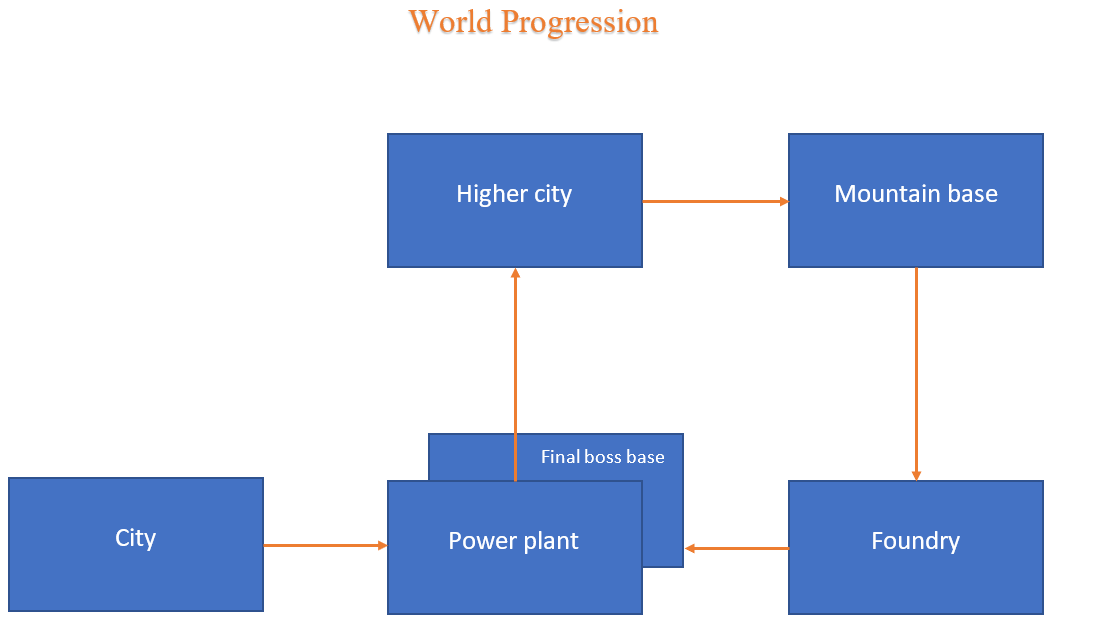 World Progression
Higher city
Mountain base
Final boss base
City
Power plant
Foundry